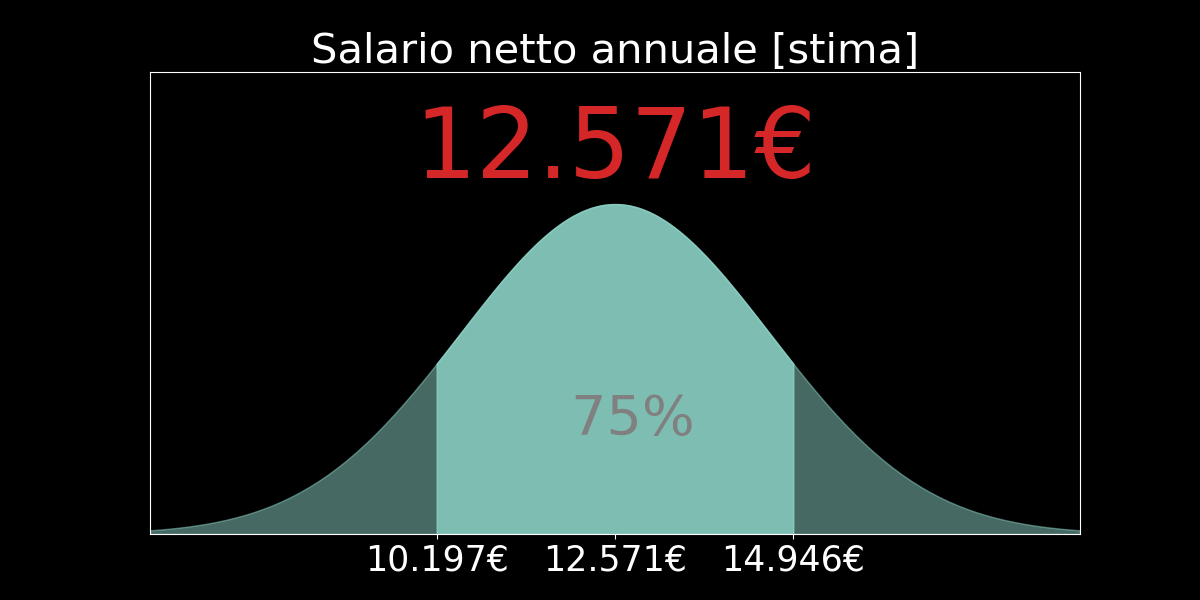 Salario netto annuale [stima]
12.571€
75%
10.197€ 12.571€ 14.946€